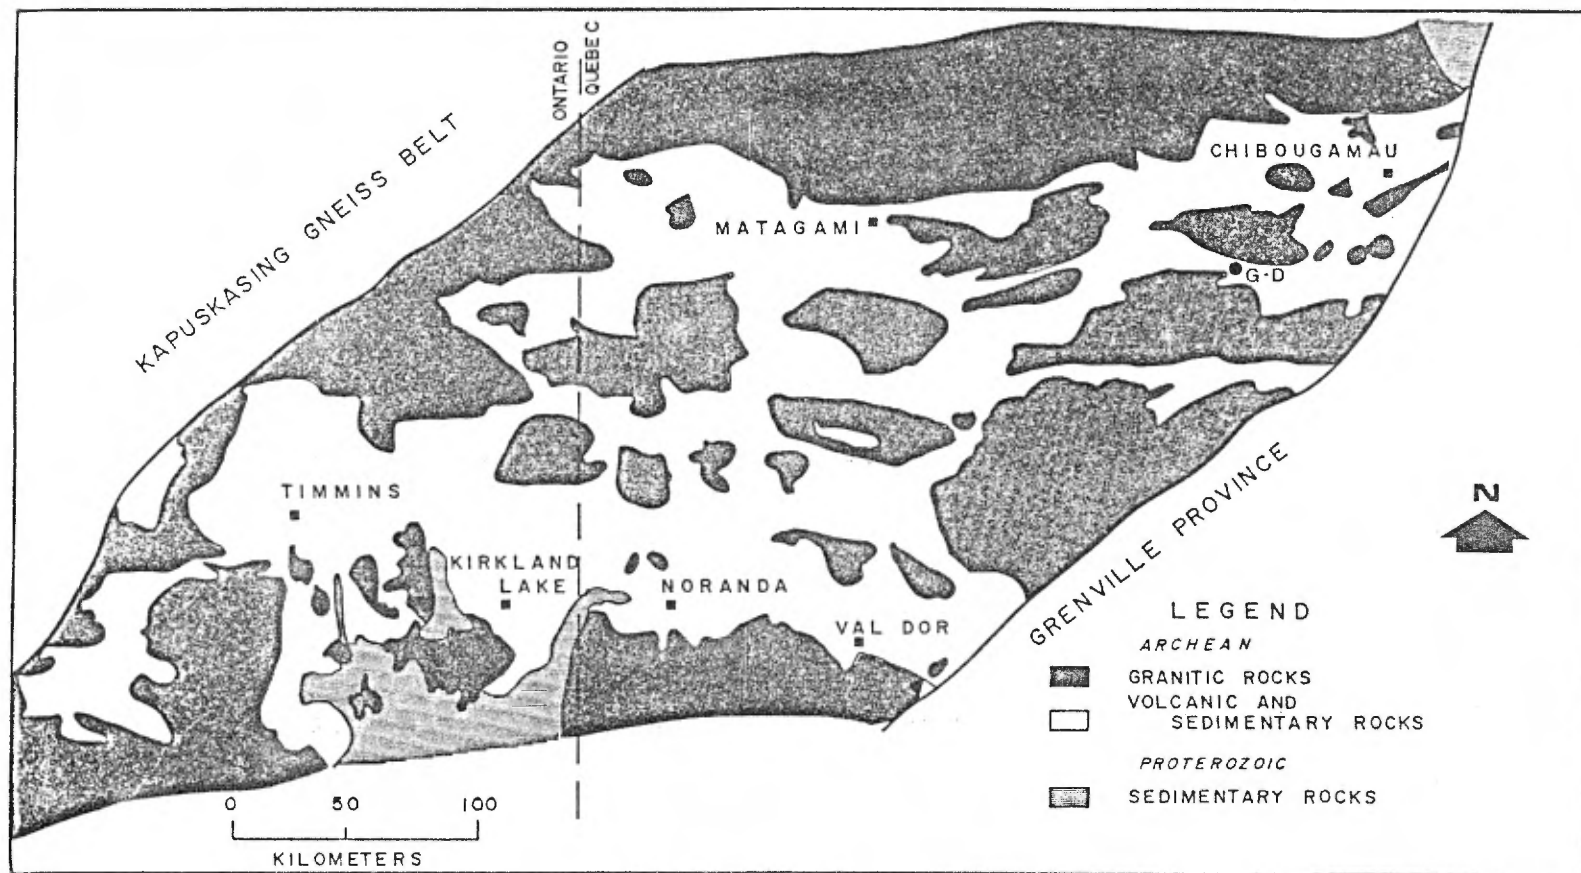 ONTARIO
QUEBEC
KAPUSKASING GNEISS BELT
CHIBOUGAMAU
MATAGAMI
G-D
TIMMINS
KIRKLAND
LAKE
NORANDA
VAL DOR
GRENVILLE PROVINCE
N
LEGEND
ARCHEAN
GRANITIC ROCKS
VOLCANIC AND
SEDIMENTARY ROCKS
PROTEROZOIC
SEDIMENTARY ROCKS
0 50 100
KILOMETERS